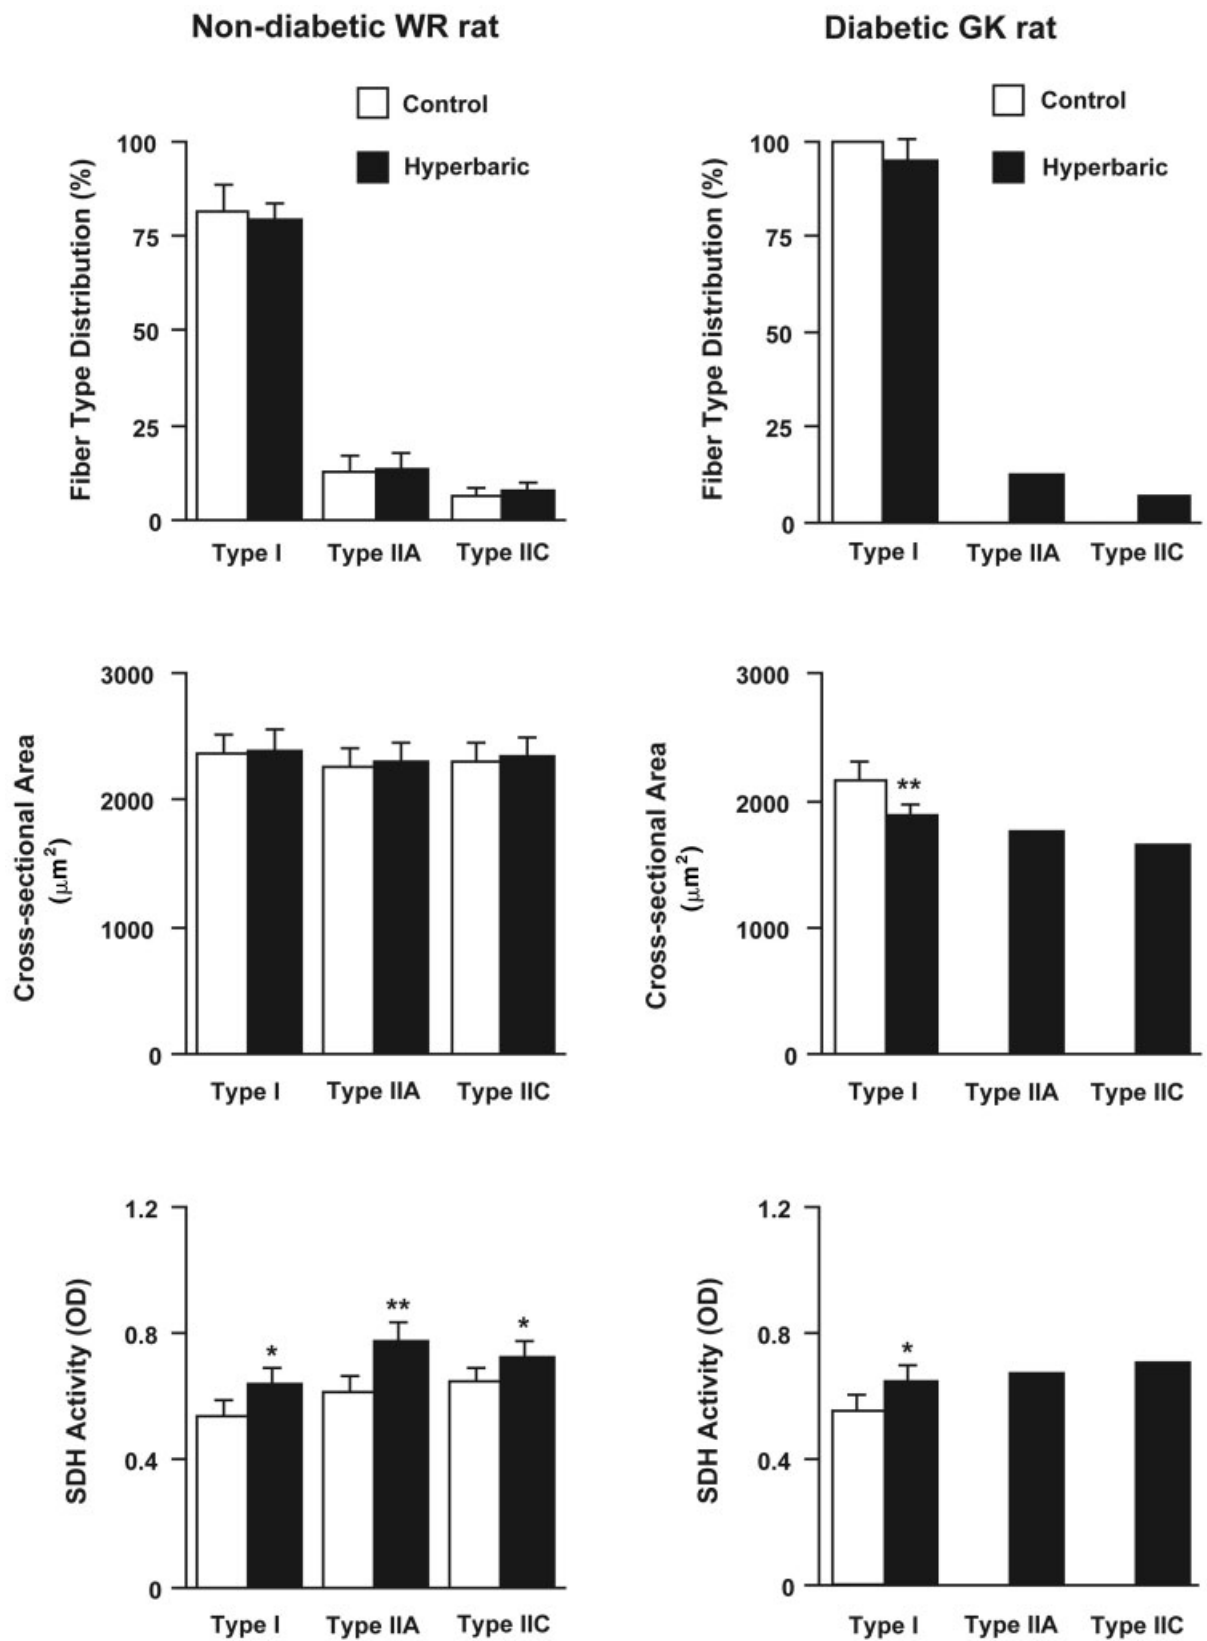 Non-diabetic WR rat
Control
Hyperbaric
Fiber Type Distribution (%)
100
75
50
25
0
Type I Type IIA Type IIC
Diabetic GK rat
Control
Hyperbaric
Fiber Type Distribution (%)
100
75
50
25
0
Type I Type IIA Type IIC
Cross-sectional Area
(μm²)
3000
2000
1000
0
Type I Type IIA Type IIC
Cross-sectional Area
(μm²)
3000
2000
1000
0
**
Type I Type IIA Type IIC
SDH Activity (OD)
1.2
0.8
0.4
0
* ** *
Type I Type IIA Type IIC
SDH Activity (OD)
1.2
0.8
0.4
0
*
Type I Type IIA Type IIC